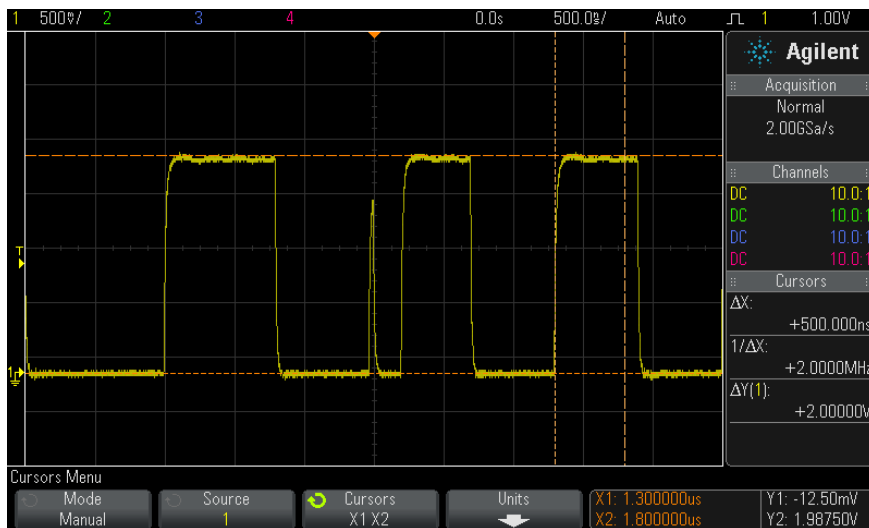 1 500mV/ 2 3 4 0.0s 500.0ns/ Auto 1 1.00V
Agilent
Acquisition
Normal
2.00GSa/s
Channels
DC 10.0:1
DC 10.0:1
DC 10.0:1
DC 10.0:1
Cursors
ΔX:
+500.000ns
1/ΔX:
+2.0000MHz
ΔY(1):
+2.00000V
T
1
Cursors Menu
Mode
Manual
Source
1
Cursors
X1 X2
Units
X1: 1.300000us
X2: 1.800000us
Y1: -12.50mV
Y2: 1.98750V